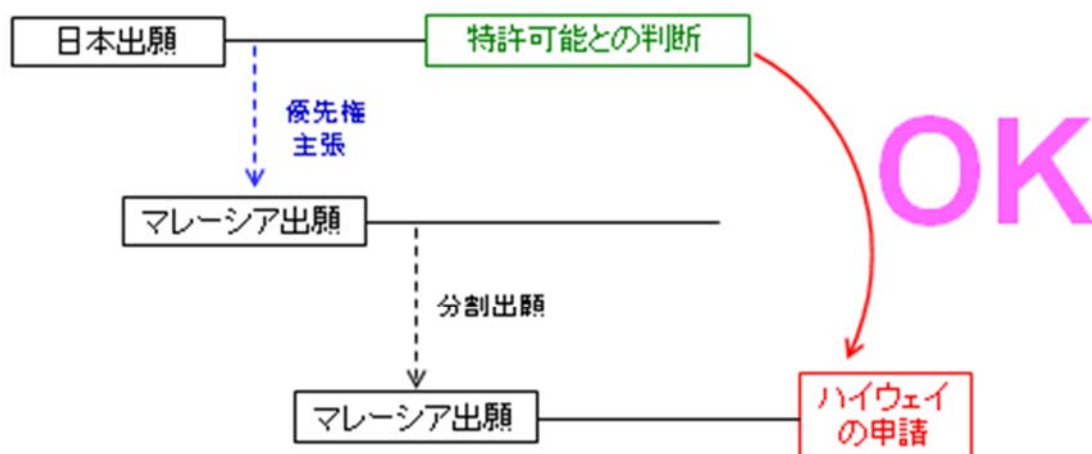 日本出願
特許可能との判断
優先権
主張
OK
マレーシア出願
分割出願
マレーシア出願
ハイウェイ
の申請